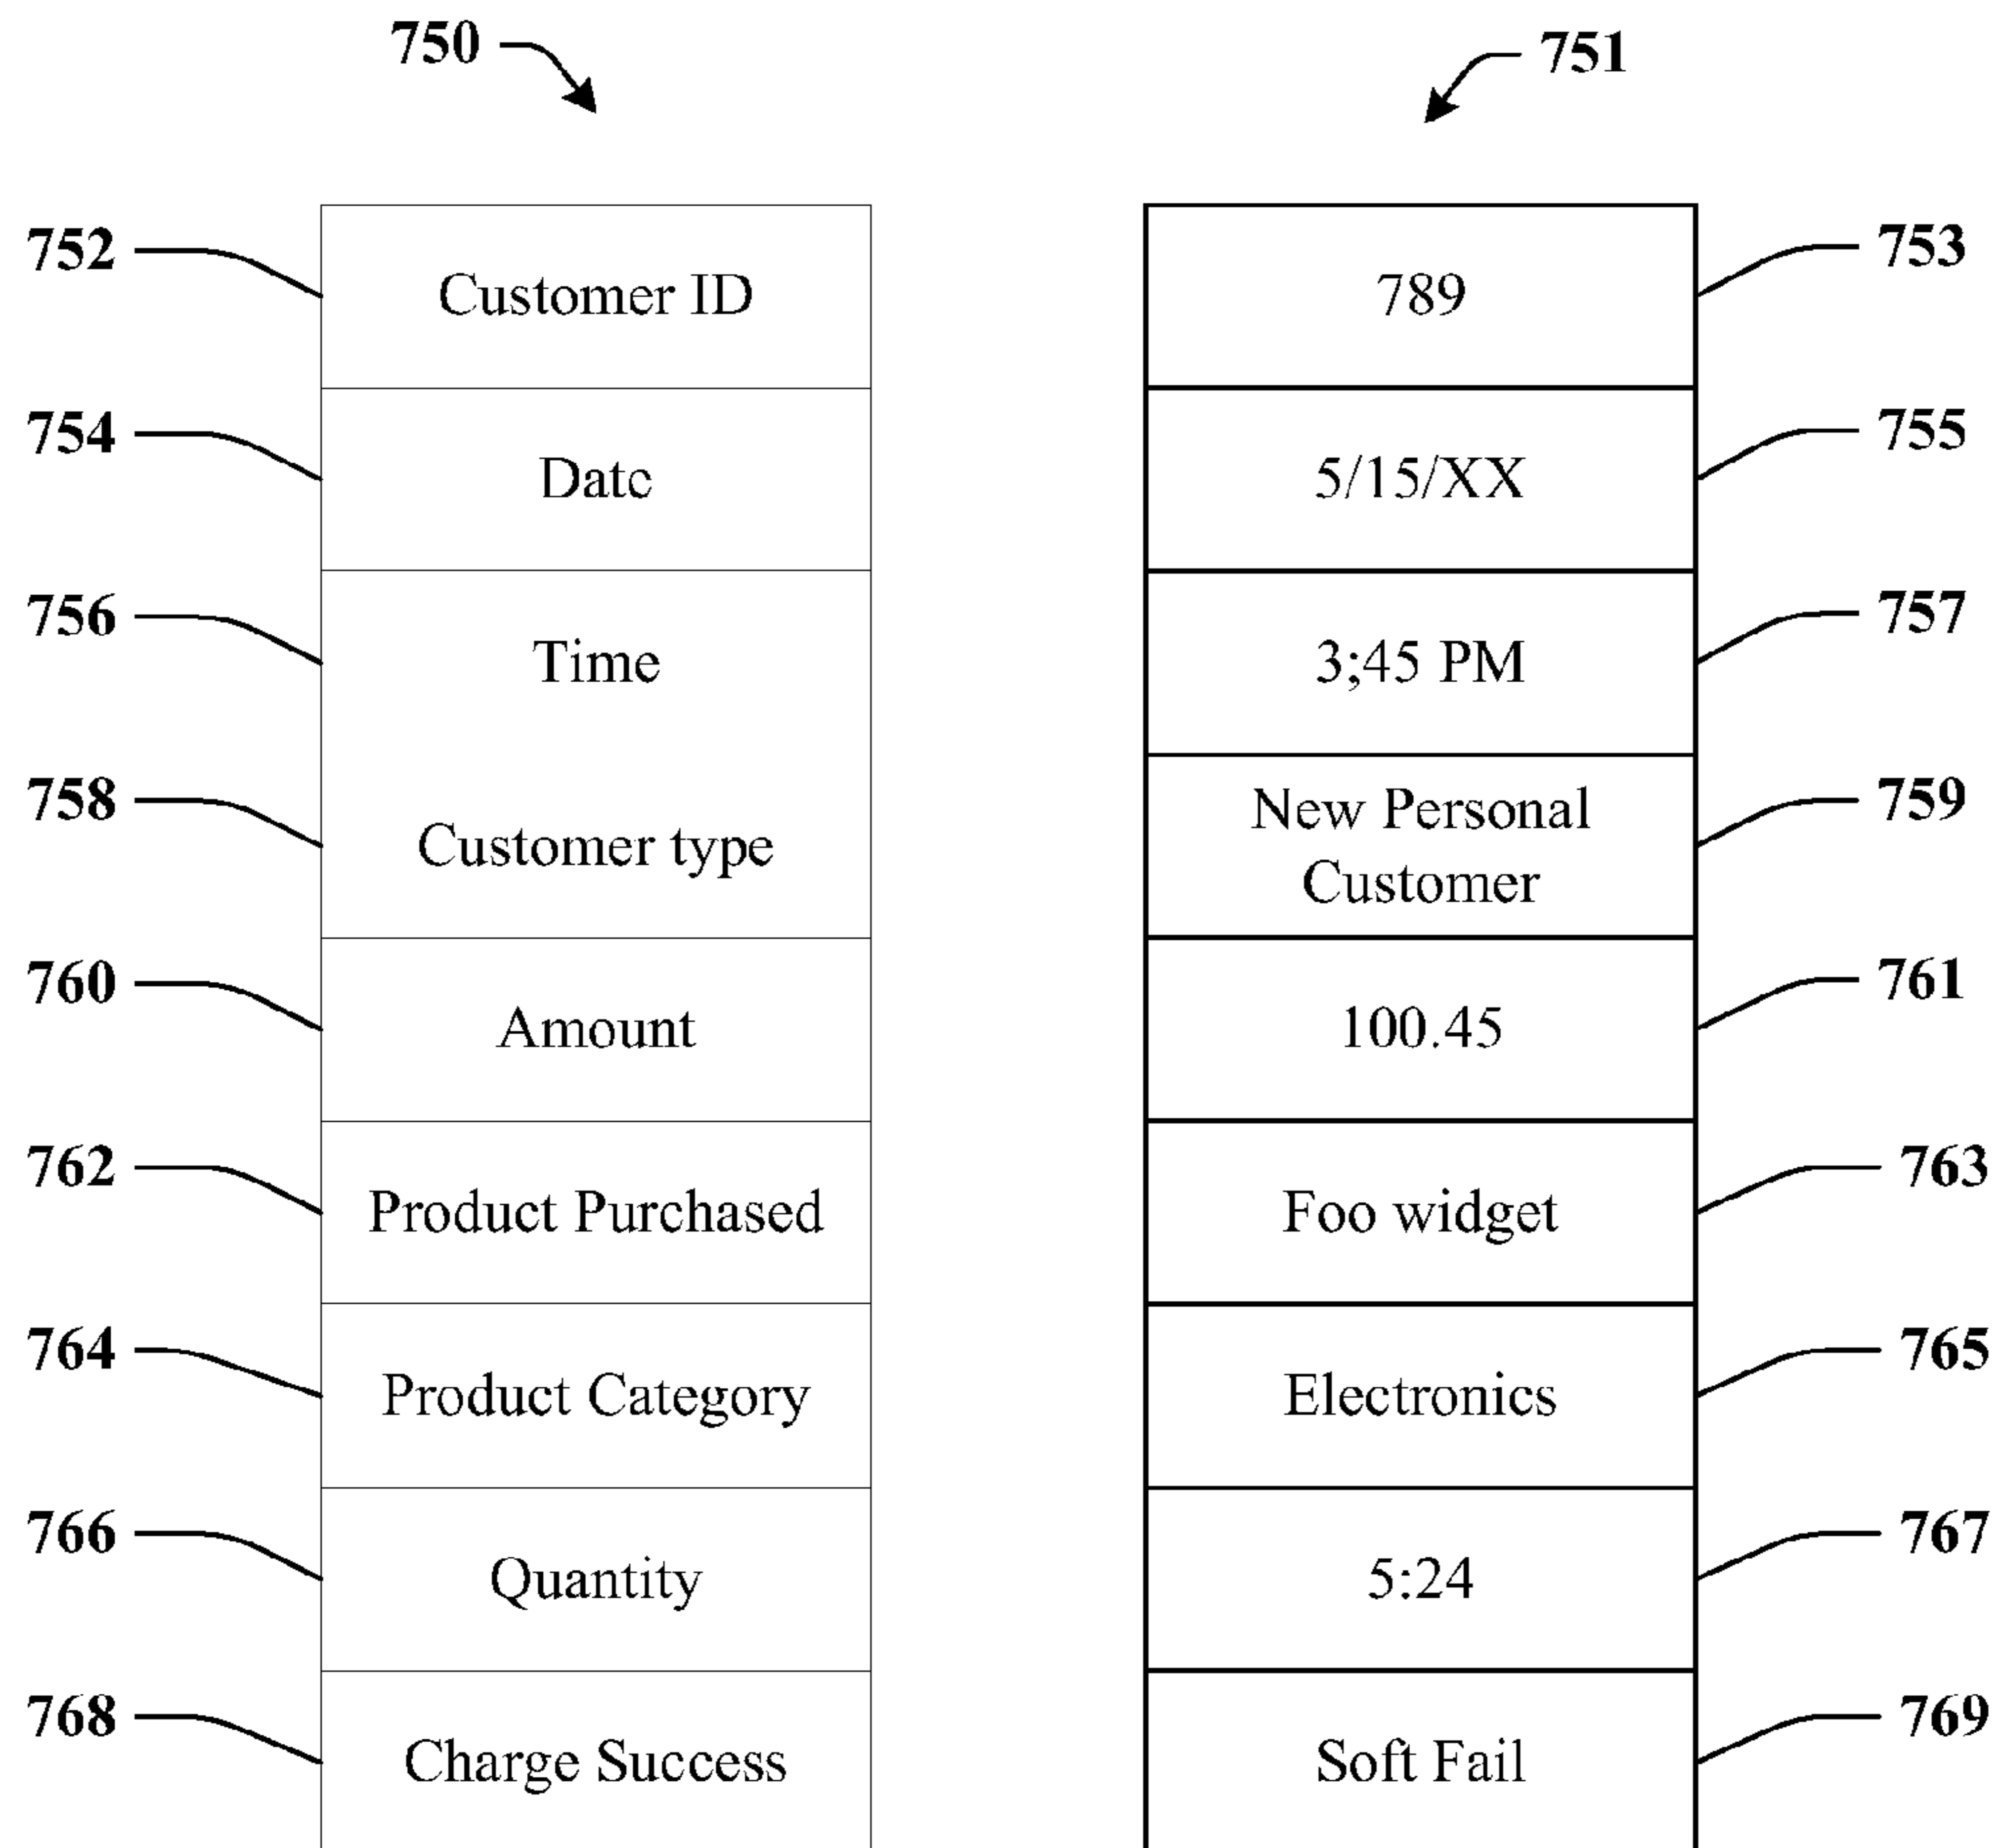 750
751
752 Customer ID 789 753
754 Date 5/15/XX 755
756 Time 3;45 PM 757
758 Customer type New Personal Customer 759
760 Amount 100.45 761
762 Product Purchased Foo widget 763
764 Product Category Electronics 765
766 Quantity 5:24 767
768 Charge Success Soft Fail 769